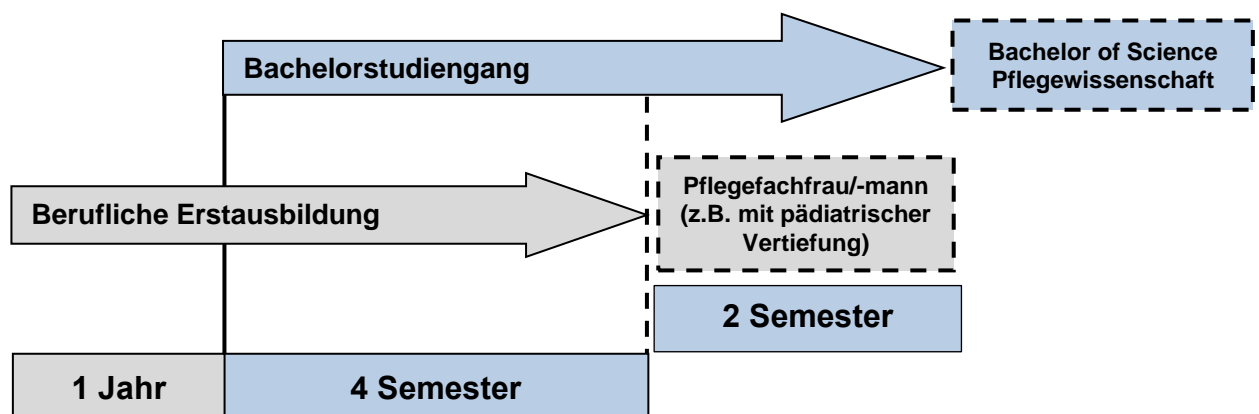 Bachelorstudiengang
Bachelor of Science
Pflegewissenschaft
Berufliche Erstausbildung
Pflegefachfrau/-mann
(z.B. mit pädiatrischer
Vertiefung)
2 Semester
1 Jahr
4 Semester